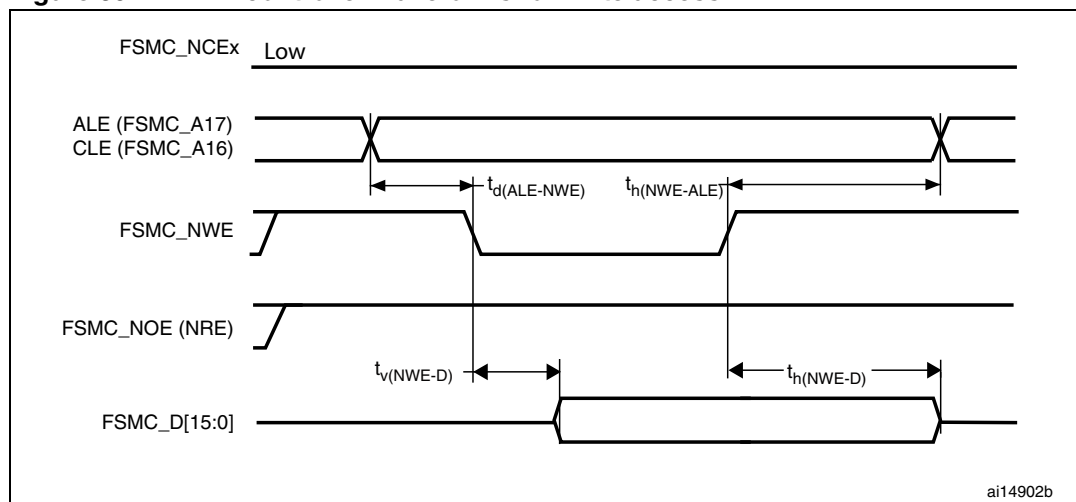 FSMC_NCEx
Low
ALE (FSMC_A17)
CLE (FSMC_A16)
td(ALE-NWE)
th(NWE-ALE)
FSMC_NWE
FSMC_NOE (NRE)
tv(NWE-D)
th(NWE-D)
FSMC_D[15:0]
ai14902b